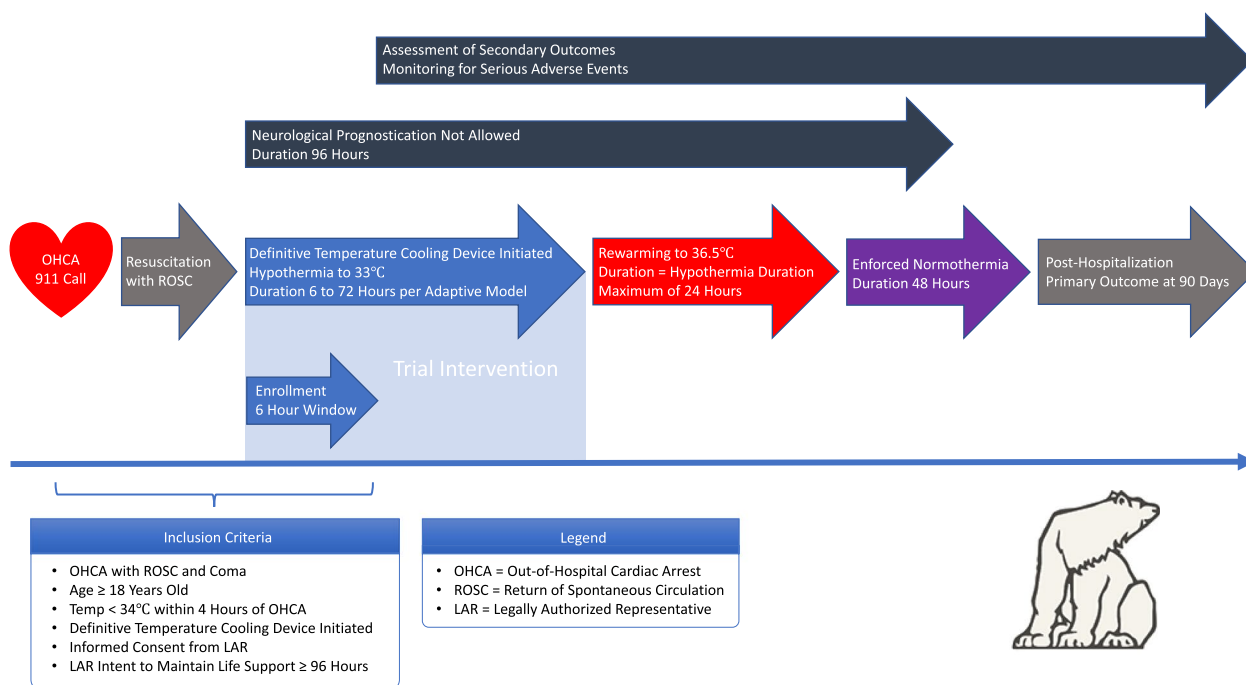 Assessment of Secondary Outcomes
Monitoring for Serious Adverse Events
Neurological Prognostication Not Allowed
Duration 96 Hours
OHCA
911 Call
Resuscitation
with ROSC
Definitive Temperature Cooling Device Initiated
Hypothermia to 33℃
Duration 6 to 72 Hours per Adaptive Model
Rewarming to 36.5℃
Duration = Hypothermia Duration
Maximum of 24 Hours
Enforced Normothermia
Duration 48 Hours
Post-Hospitalization
Primary Outcome at 90 Days
Trial Intervention
Enrollment
6 Hour Window
Inclusion Criteria
• OHCA with ROSC and Coma
• Age ≥ 18 Years Old
• Temp < 34℃ within 4 Hours of OHCA
• Definitive Temperature Cooling Device Initiated
• Informed Consent from LAR
• LAR Intent to Maintain Life Support ≥ 96 Hours
Legend
• OHCA = Out-of-Hospital Cardiac Arrest
• ROSC = Return of Spontaneous Circulation
• LAR = Legally Authorized Representative